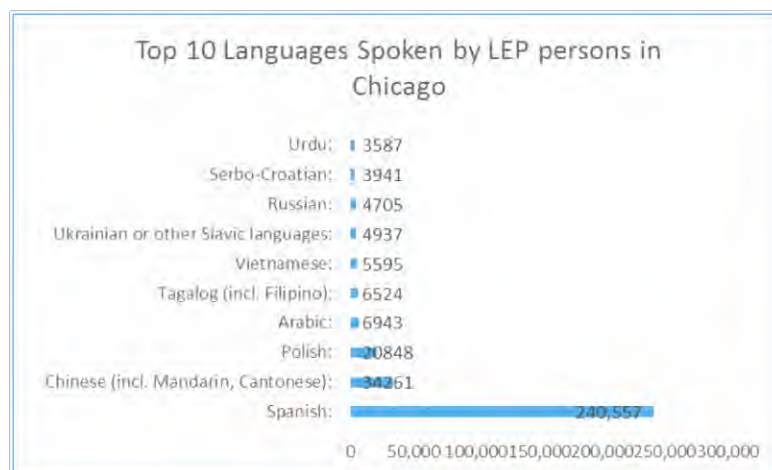 Top 10 Languages Spoken by LEP persons in
Chicago
Urdu: 3587
Serbo-Croatian: 3941
Russian: 4705
Ukrainian or other Slavic languages: 4937
Vietnamese: 5595
Tagalog (incl. Filipino): 6524
Arabic: 6943
Polish: 20848
Chinese (incl. Mandarin, Cantonese): 34261
Spanish: 240,557
0 50,000 100,000 150,000 200,000 250,000 300,000